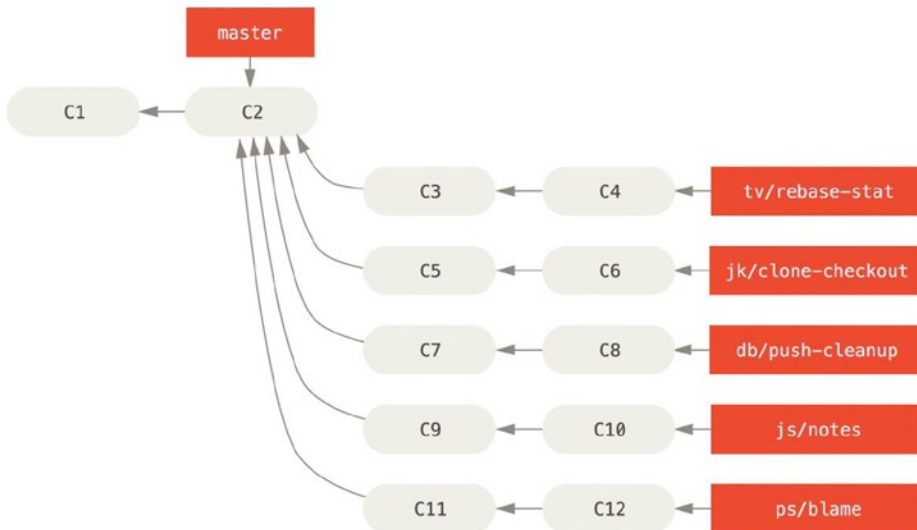 master
C1 C2
C3 C4 tv/rebase-stat
C5 C6 jk/clone-checkout
C7 C8 db/push-cleanup
C9 C10 js/notes
C11 C12 ps/blame